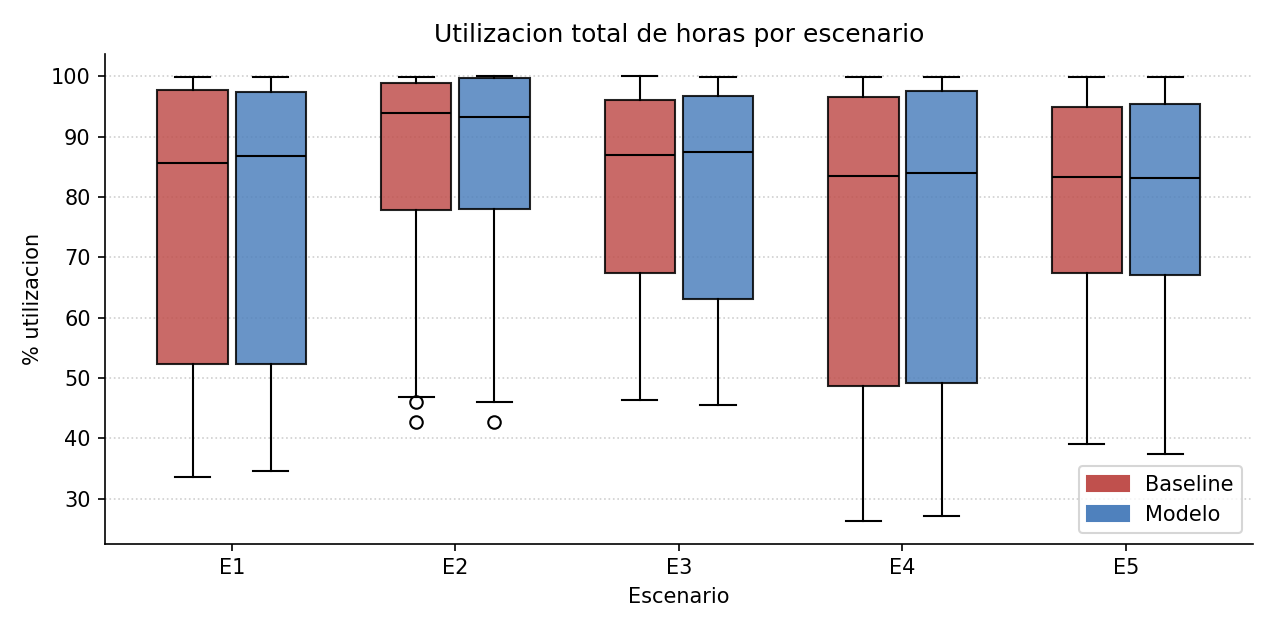 Utilizacion total de horas por escenario
100
90
80
70
60
50
40
30
% utilizacion
E1
E2
E3
E4
E5
Escenario
Baseline
Modelo